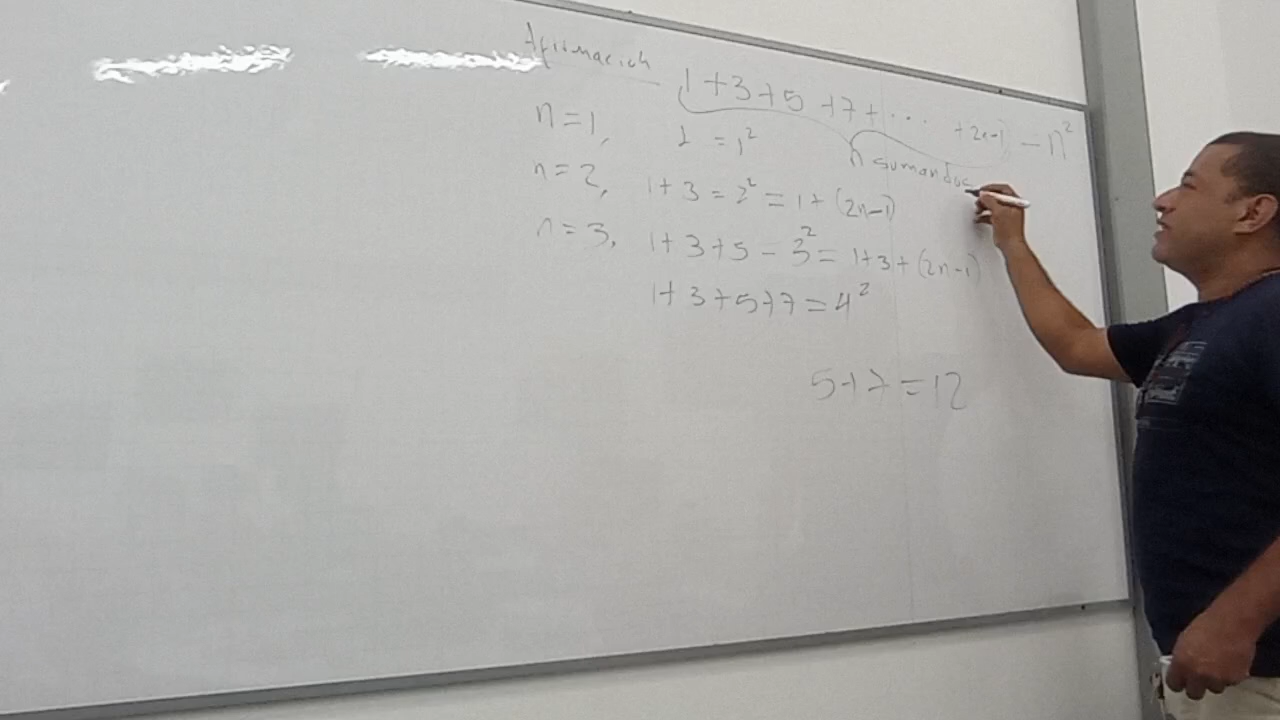 Afirmación 1 + 3 + 5 + 7 + ... + 2n-1) = n²
n sumandos
n = 1, 1 = 1²
n = 2, 1 + 3 = 2² = 1 + (2n-1)
n = 3, 1 + 3 + 5 = 3² = 1 + 3 + (2n-1)
1 + 3 + 5 + 7 = 4²
5 + 7 = 12